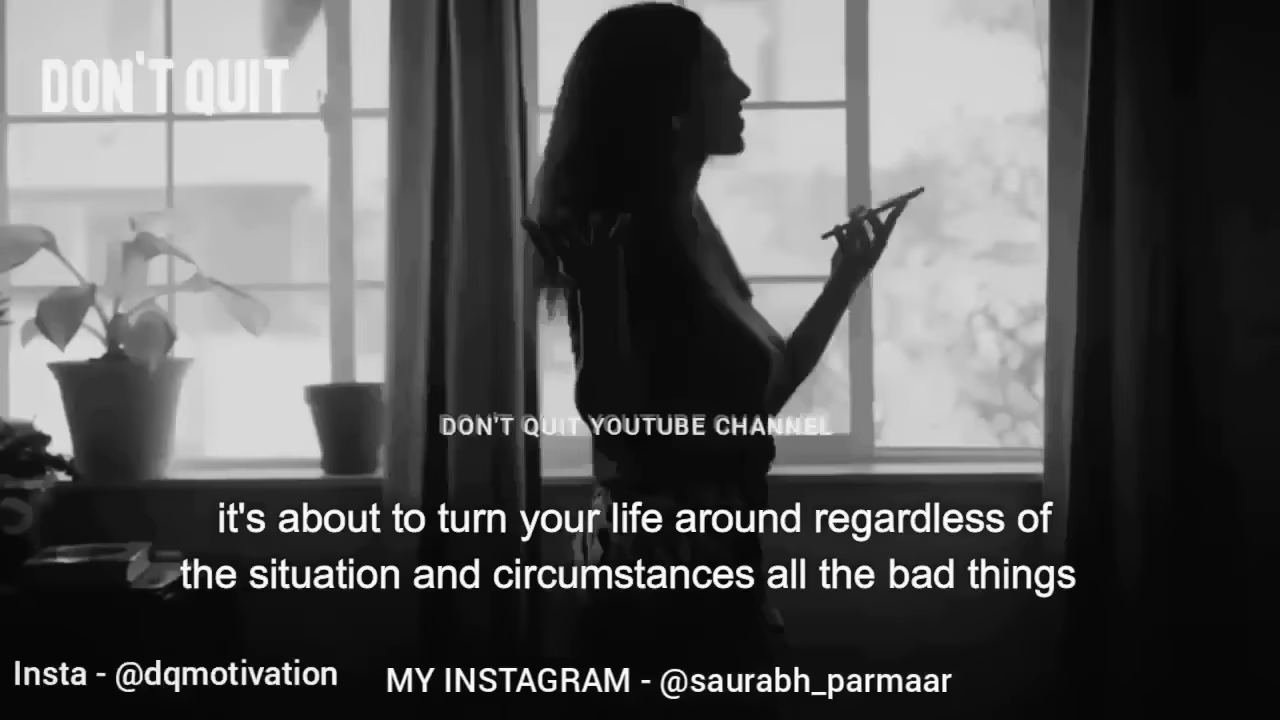 DON'T QUIT
DON'T QUIT YOUTUBE CHANNEL
it's about to turn your life around regardless of
the situation and circumstances all the bad things
Insta - @dqmotivation
MY INSTAGRAM - @saurabh_parmaar